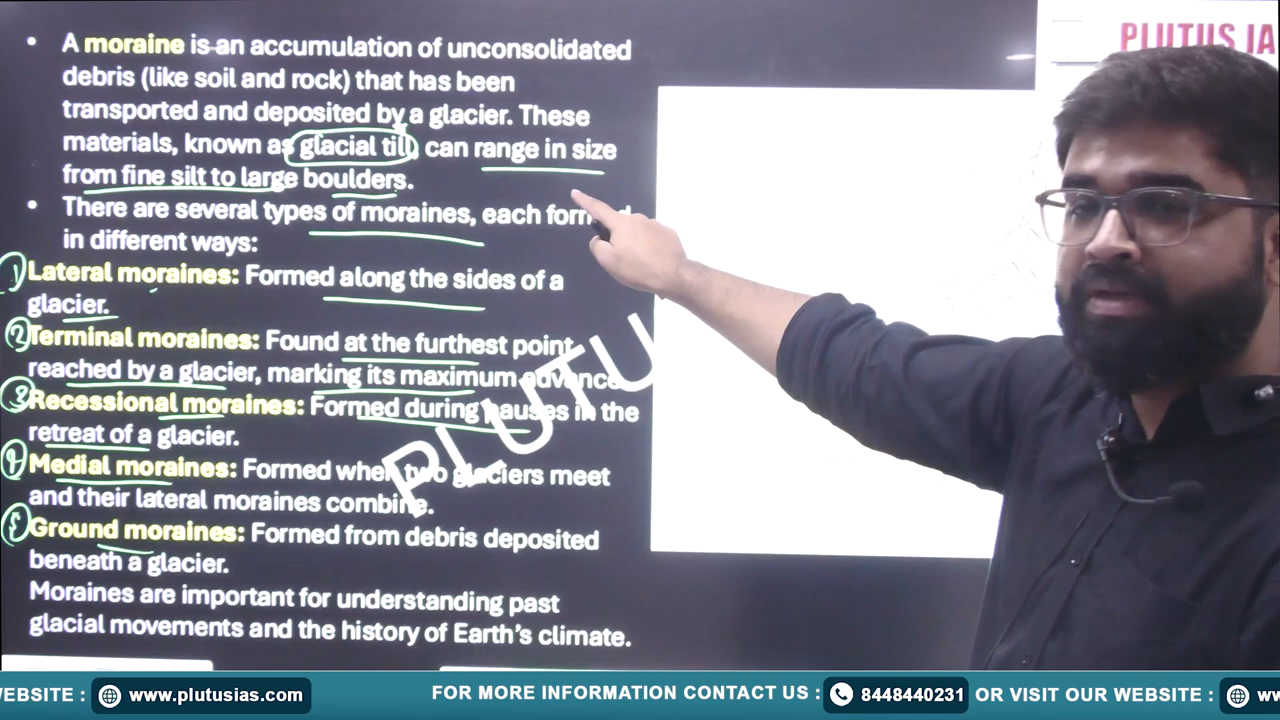 PLUTUS IA
• A moraine is an accumulation of unconsolidated
debris (like soil and rock) that has been
transported and deposited by a glacier. These
materials, known as glacial till, can range in size
from fine silt to large boulders.
• There are several types of moraines, each formed
in different ways:
1 Lateral moraines: Formed along the sides of a
glacier.
2 Terminal moraines: Found at the furthest point
reached by a glacier, marking its maximum advance
3 Recessional moraines: Formed during pauses in the
retreat of a glacier.
4 Medial moraines: Formed when two glaciers meet
and their lateral moraines combine.
5 Ground moraines: Formed from debris deposited
beneath a glacier.
Moraines are important for understanding past
glacial movements and the history of Earth's climate.
PLUTU
WEBSITE : www.plutusias.com FOR MORE INFORMATION CONTACT US : 8448440231 OR VISIT OUR WEBSITE : ww